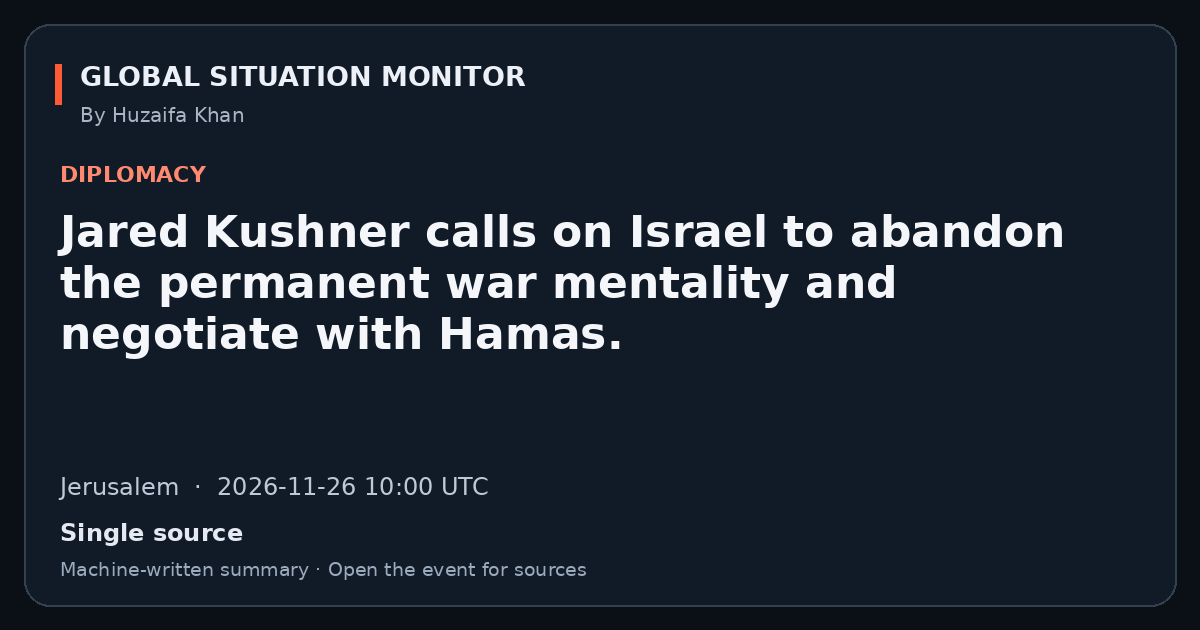 GLOBAL SITUATION MONITOR
By Huzaifa Khan
DIPLOMACY
Jared Kushner calls on Israel to abandon
the permanent war mentality and
negotiate with Hamas.
Jerusalem · 2026-11-26 10:00 UTC
Single source
Machine-written summary · Open the event for sources